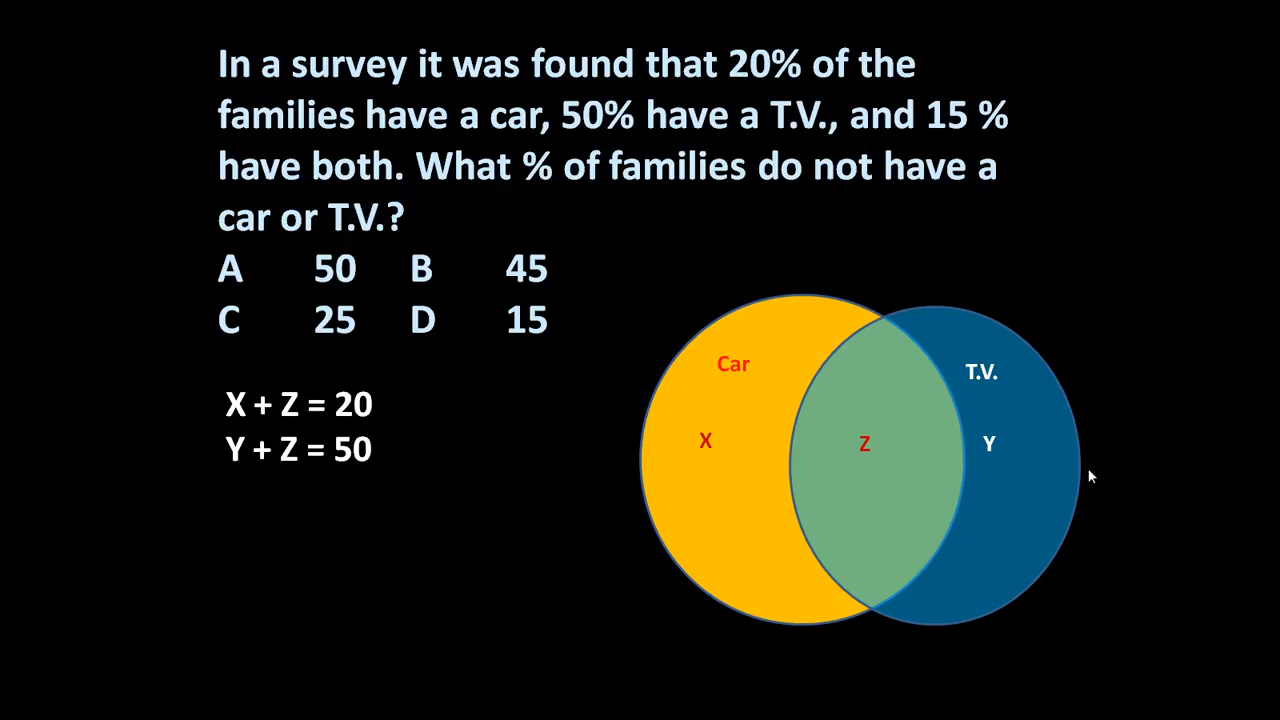 In a survey it was found that 20% of the
families have a car, 50% have a T.V., and 15 %
have both. What % of families do not have a
car or T.V.?
A 50 B 45
C 25 D 15
X + Z = 20
Y + Z = 50
Car
T.V.
X
Z
Y